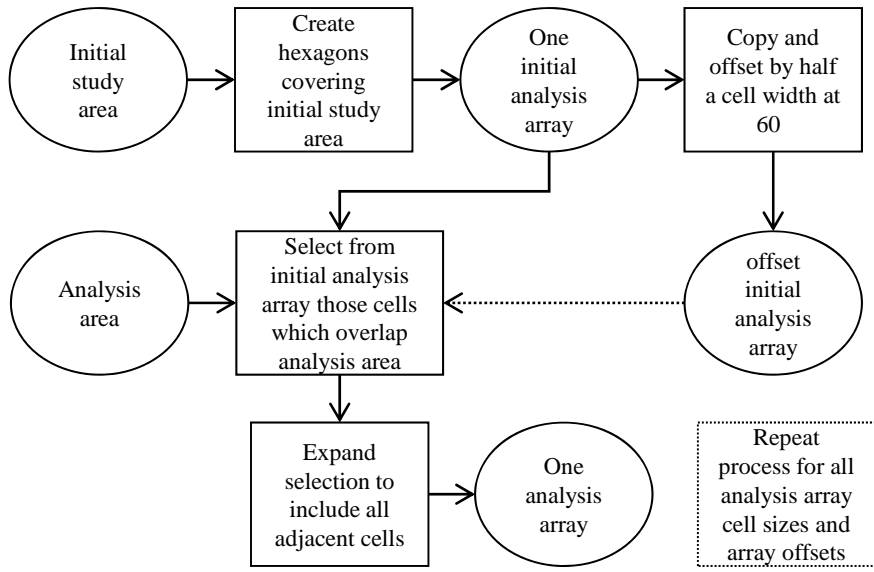 Initial
study
area
Create
hexagons
covering
initial study
area
One
initial
analysis
array
Copy and
offset by half
a cell width at
60
Analysis
area
Select from
initial analysis
array those cells
which overlap
analysis area
offset
initial
analysis
array
Expand
selection to
include all
adjacent cells
One
analysis
array
Repeat
process for all
analysis array
cell sizes and
array offsets